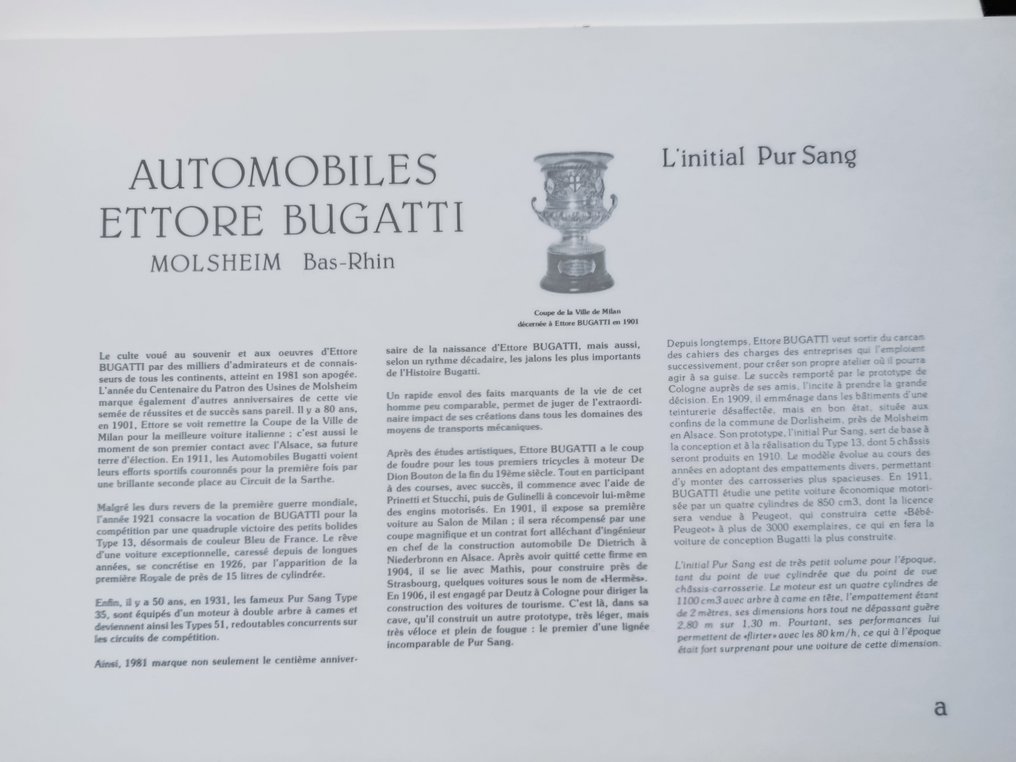 AUTOMOBILES
ETTORE BUGATTI
MOLSHEIM Bas-Rhin
Coupe de la Ville de Milan
décernée à Ettore BUGATTI en 1901
L'initial Pur Sang
Le culte voué au souvenir et aux oeuvres d'Ettore
BUGATTI par des milliers d'admirateurs et de connais-
seurs de tous les continents, atteint en 1981 son apogée.
L'année du Centenaire du Patron des Usines de Molsheim
marque également d'autres anniversaires de cette vie
semée de réussites et de succès sans pareil. Il y a 80 ans,
en 1901, Ettore se voit remettre la Coupe de la Ville de
Milan pour la meilleure voiture italienne ; c'est aussi le
moment de son premier contact avec l'Alsace, sa future
terre d'élection. En 1911, les Automobiles Bugatti voient
leurs efforts sportifs couronnés pour la première fois par
une brillante seconde place au Circuit de la Sarthe.
Malgré les durs revers de la première guerre mondiale,
l'année 1921 consacre la vocation de BUGATTI pour la
compétition par une quadruple victoire des petits bolides
Type 13, désormais de couleur Bleu de France. Le rêve
d'une voiture exceptionnelle, caressé depuis de longues
années, se concrétise en 1926, par l'apparition de la
première Royale de près de 15 litres de cylindrée.
Enfin, il y a 50 ans, en 1931, les fameux Pur Sang Type
35, sont équipés d'un moteur à double arbre à cames et
deviennent ainsi les Types 51, redoutables concurrents sur
les circuits de compétition.
Ainsi, 1981 marque non seulement le centième anniver-
saire de la naissance d'Ettore BUGATTI, mais aussi,
selon un rythme décadaire, les jalons les plus importants
de l'Histoire Bugatti.
Un rapide envol des faits marquants de la vie de cet
homme peu comparable, permet de juger de l'extraordi-
naire impact de ses créations dans tous les domaines des
moyens de transports mécaniques.
Après des études artistiques, Ettore BUGATTI a le coup
de foudre pour les tous premiers tricycles à moteur De
Dion Bouton de la fin du 19ème siècle. Tout en participant
à des courses, avec succès, il commence avec l'aide de
Prinetti et Stucchi, puis de Gulinelli à concevoir lui-même
des engins motorisés. En 1901, il expose sa première
voiture au Salon de Milan ; il sera récompensé par une
coupe magnifique et un contrat fort alléchant d'ingénieur
en chef de la construction automobile De Dietrich à
Niederbronn en Alsace. Après avoir quitté cette firme en
1904, il se lie avec Mathis, pour construire près de
Strasbourg, quelques voitures sous le nom de «Hermès».
En 1906, il est engagé par Deutz à Cologne pour diriger la
construction des voitures de tourisme. C'est là, dans sa
cave, qu'il construit un autre prototype, très léger, mais
très véloce et plein de fougue : le premier d'une lignée
incomparable de Pur Sang.
Depuis longtemps, Ettore BUGATTI veut sortir du carcan
des cahiers des charges des entreprises qui l'emploient
successivement, pour créer son propre atelier où il pourra
agir à sa guise. Le succès remporté par le prototype de
Cologne auprès de ses amis, l'incite à prendre la grande
décision. En 1909, il emménage dans les bâtiments d'une
teinturerie désaffectée, mais en bon état, située aux
confins de la commune de Dorlisheim, près de Molsheim
en Alsace. Son prototype, l'initial Pur Sang, sert de base à
la conception et à la réalisation du Type 13, dont 5 châssis
seront produits en 1910. Le modèle évolue au cours des
années en adoptant des empattements divers, permettant
d'y monter des carrosseries plus spacieuses. En 1911,
BUGATTI étudie une petite voiture économique motori-
sée par un quatre cylindres de 850 cm3, dont la licence
sera vendue à Peugeot, qui construira cette «Bébé-
Peugeot» à plus de 3000 exemplaires, ce qui en fera la
voiture de conception Bugatti la plus construite.
L'initial Pur Sang est de très petit volume pour l'époque,
tant du point de vue cylindrée que du point de vue
châssis-carrosserie. Le moteur est un quatre cylindres de
1100 cm3 avec arbre à came en tête, l'empattement étant
de 2 mètres, ses dimensions hors tout ne dépassant guère
2,80 m sur 1,30 m. Pourtant, ses performances lui
permettent de «flirter» avec les 80 km/h, ce qui à l'époque
était fort surprenant pour une voiture de cette dimension.
a